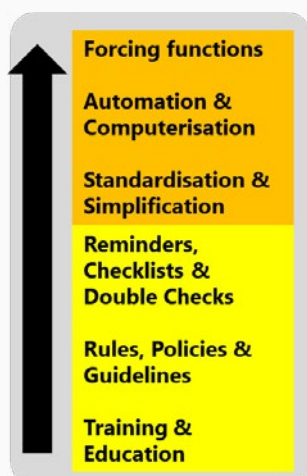 Forcing functions
Automation &
Computerisation
Standardisation &
Simplification
Reminders,
Checklists &
Double Checks
Rules, Policies &
Guidelines
Training &
Education